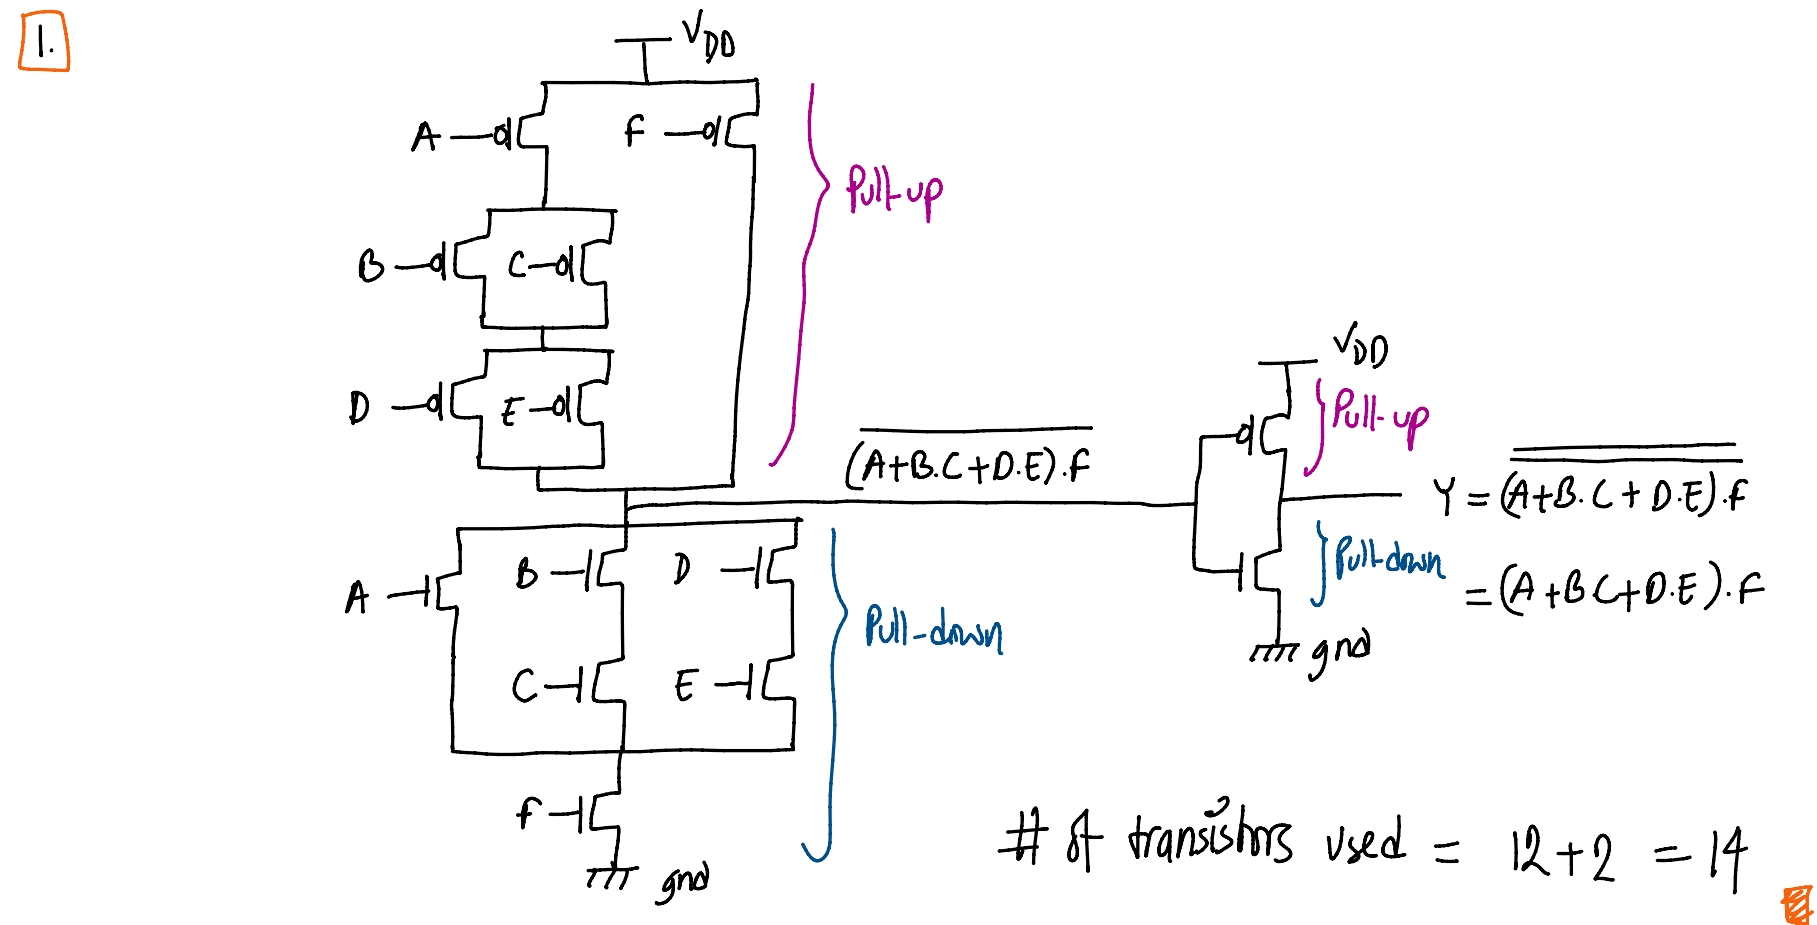 1.
VDD
A
F
Pull-up
B
C
D
E
VDD
Pull-up
(A+B.C+D.E).F
Y = (A+B.C+D.E).F
Pull-down
= (A+BC+D.E).F
gnd
A
B
D
Pull-down
C
E
F
gnd
# of transistors used = 12+2 = 14